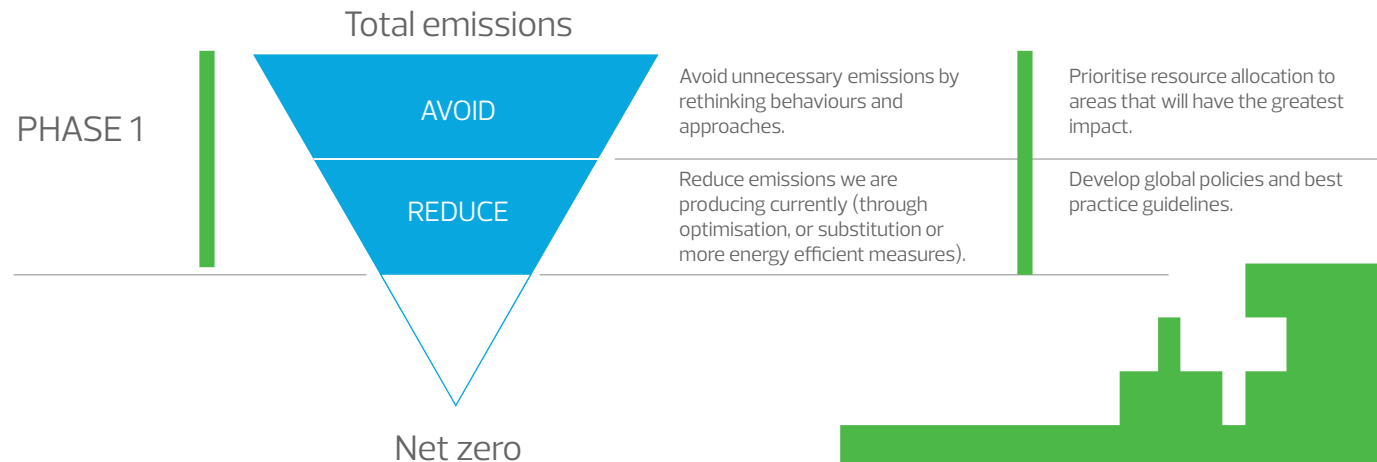 Total emissions
PHASE 1
AVOID
Avoid unnecessary emissions by
rethinking behaviours and
approaches.
Prioritise resource allocation to
areas that will have the greatest
impact.
REDUCE
Reduce emissions we are
producing currently (through
optimisation, or substitution or
more energy efficient measures).
Develop global policies and best
practice guidelines.
Net zero